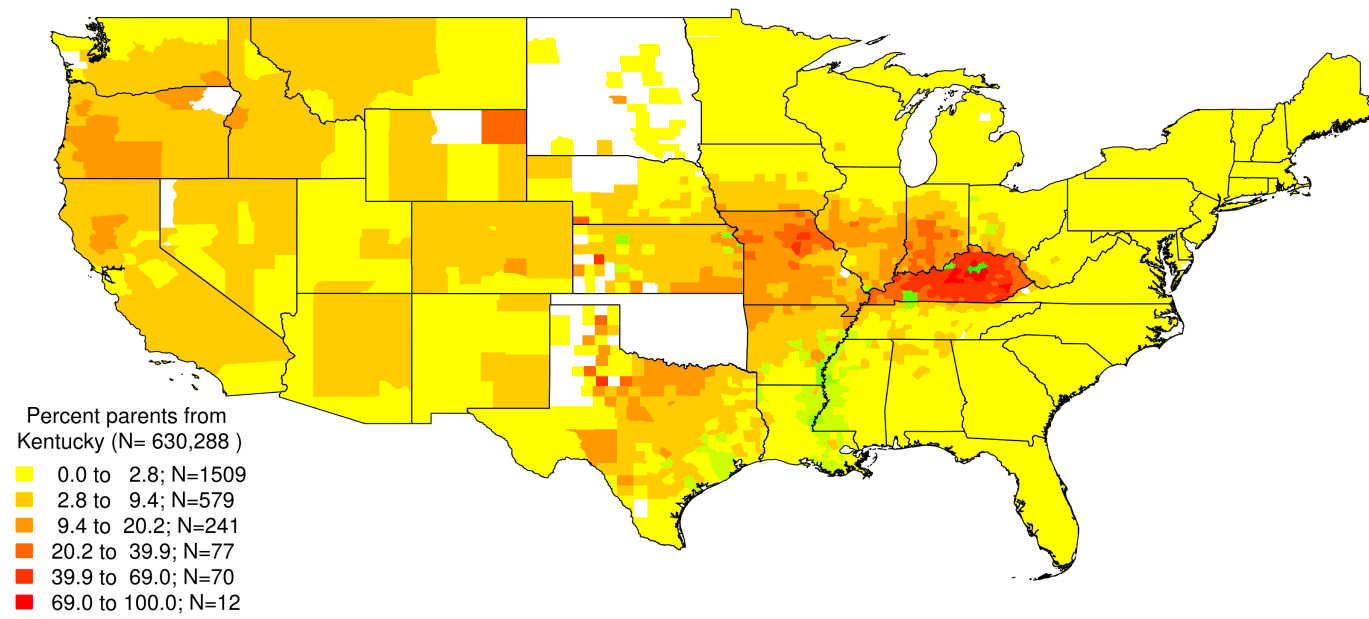 Percent parents from
Kentucky (N= 630,288 )
0.0 to 2.8; N=1509
2.8 to 9.4; N=579
9.4 to 20.2; N=241
20.2 to 39.9; N=77
39.9 to 69.0; N=70
69.0 to 100.0; N=12